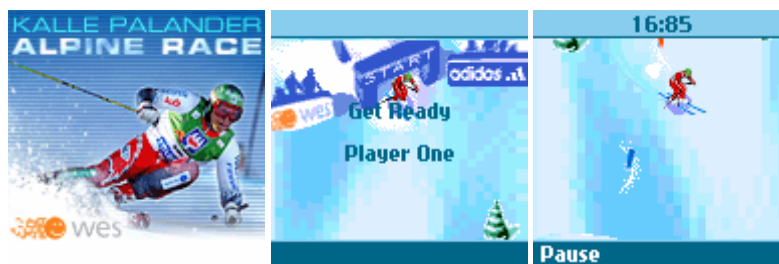 KALLE PALANDER
ALPINE RACE
wes
START
adidas
wes
Get Ready
Player One
16:85
Pause